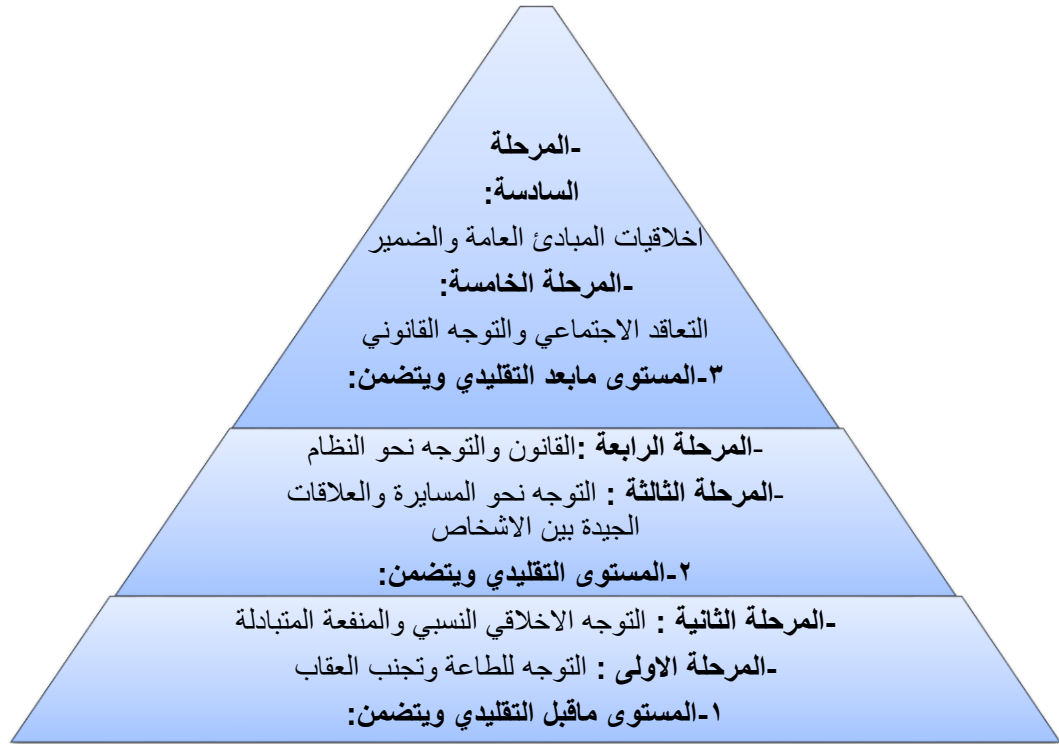 -المرحلة
السادسة:
اخلاقيات المبادئ العامة والضمير
-المرحلة الخامسة:
التعاقد الاجتماعي والتوجه القانوني
٣-المستوى مابعد التقليدي ويتضمن:
-المرحلة الرابعة :القانون والتوجه نحو النظام
-المرحلة الثالثة : التوجه نحو المسايرة والعلاقات
الجيدة بين الاشخاص
٢-المستوى التقليدي ويتضمن:
-المرحلة الثانية : التوجه الاخلاقي النسبي والمنفعة المتبادلة
-المرحلة الاولى : التوجه للطاعة وتجنب العقاب
١-المستوى ماقبل التقليدي ويتضمن: